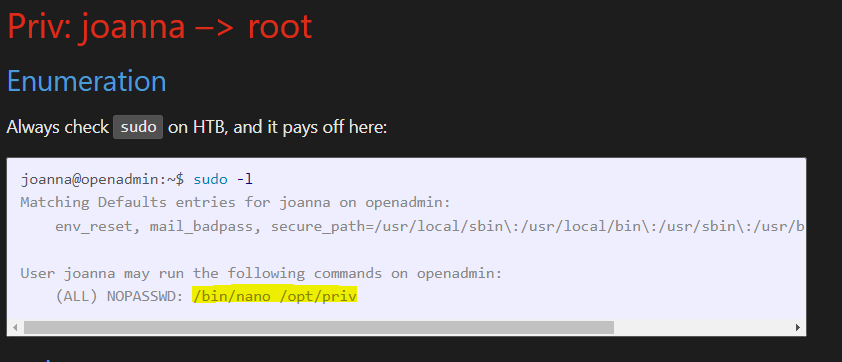 Priv: joanna –> root
Enumeration
Always check sudo on HTB, and it pays off here:
joanna@openadmin:~$ sudo -l
Matching Defaults entries for joanna on openadmin:
env_reset, mail_badpass, secure_path=/usr/local/sbin\:/usr/local/bin\:/usr/sbin\:/usr/b
User joanna may run the following commands on openadmin:
(ALL) NOPASSWD: /bin/nano /opt/priv